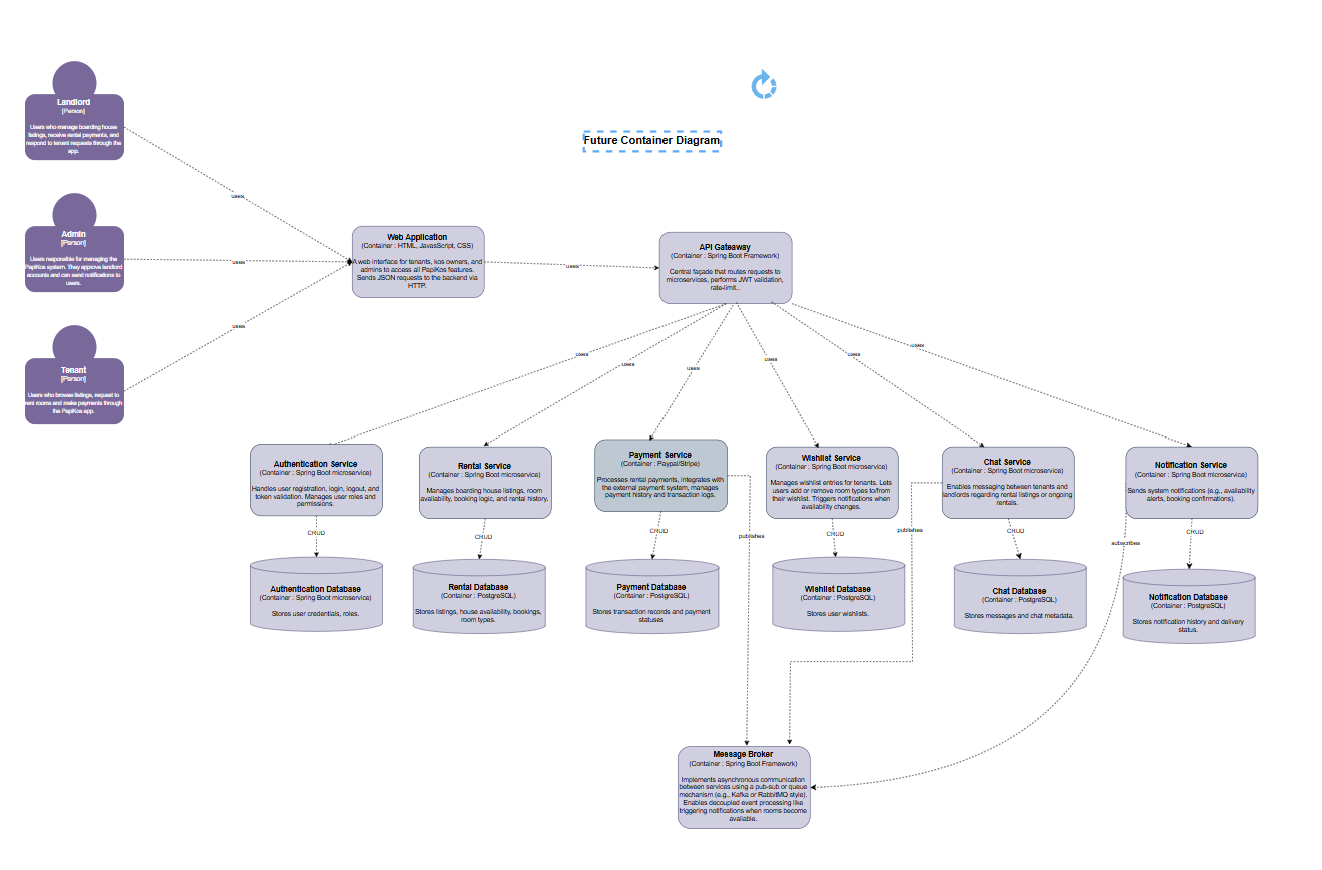 Future Container Diagram
Landlord
[Person]
Users who manage boarding house
listings, receive rental payments, and
respond to tenant requests through the
app.
Admin
[Person]
Users responsible for managing the
PapiKos system. They approve landlord
accounts and can send notifications to
users.
Tenant
[Person]
Users who browse listings, request to
rent rooms and make payments through
the PapiKos app.
uses
uses
uses
Web Application
(Container : HTML, JavasScript, CSS)
A web interface for tenants, kos owners, and
admins to access all PapiKos features.
Sends JSON requests to the backend via
HTTP.
uses
API Gateaway
(Container : Spring Boot Framework)
Central façade that routes requests to
microservices, performs JWT validation,
rate-limit..
uses
uses
uses
uses
uses
uses
Authentication Service
(Container : Spring Boot microservice)
Handles user registration, login, logout, and
token validation. Manages user roles and
permissions.
Rental Service
(Container : Spring Boot microservice)
Manages boarding house listings, room
availability, booking logic, and rental history.
Payment Service
(Container : Paypal/Stripe)
Processes rental payments, integrates with
the external payment system, manages
payment history and transaction logs.
Wishlist Service
(Container : Spring Boot microservice)
Manages wishlist entries for tenants. Lets
users add or remove room types to/from
their wishlist. Triggers notifications when
availability changes.
Chat Service
(Container : Spring Boot microservice)
Enables messaging between tenants and
landlords regarding rental listings or ongoing
rentals.
Notification Service
(Container : Spring Boot microservice)
Sends system notifications (e.g., availability
alerts, booking confirmations).
CRUD
CRUD
CRUD
publishes
CRUD
publishes
CRUD
subscribes
CRUD
Authentication Database
(Container : Spring Boot microservice)
Stores user credentials, roles.
Rental Database
(Container : PostgreSQL)
Stores listings, house availability, bookings,
room types.
Payment Database
(Container : PostgreSQL)
Stores transaction records and payment
statuses
Wishlist Database
(Container : PostgreSQL)
Stores user wishlists.
Chat Database
(Container : PostgreSQL)
Stores messages and chat metadata.
Notification Database
(Container : PostgreSQL)
Stores notification history and delivery
status.
Message Broker
(Container : Spring Boot Framework)
Implements asynchronous communication
between services using a pub-sub or queue
mechanism (e.g., Kafka or RabbitMQ style).
Enables decoupled event processing like
triggering notifications when rooms become
available.